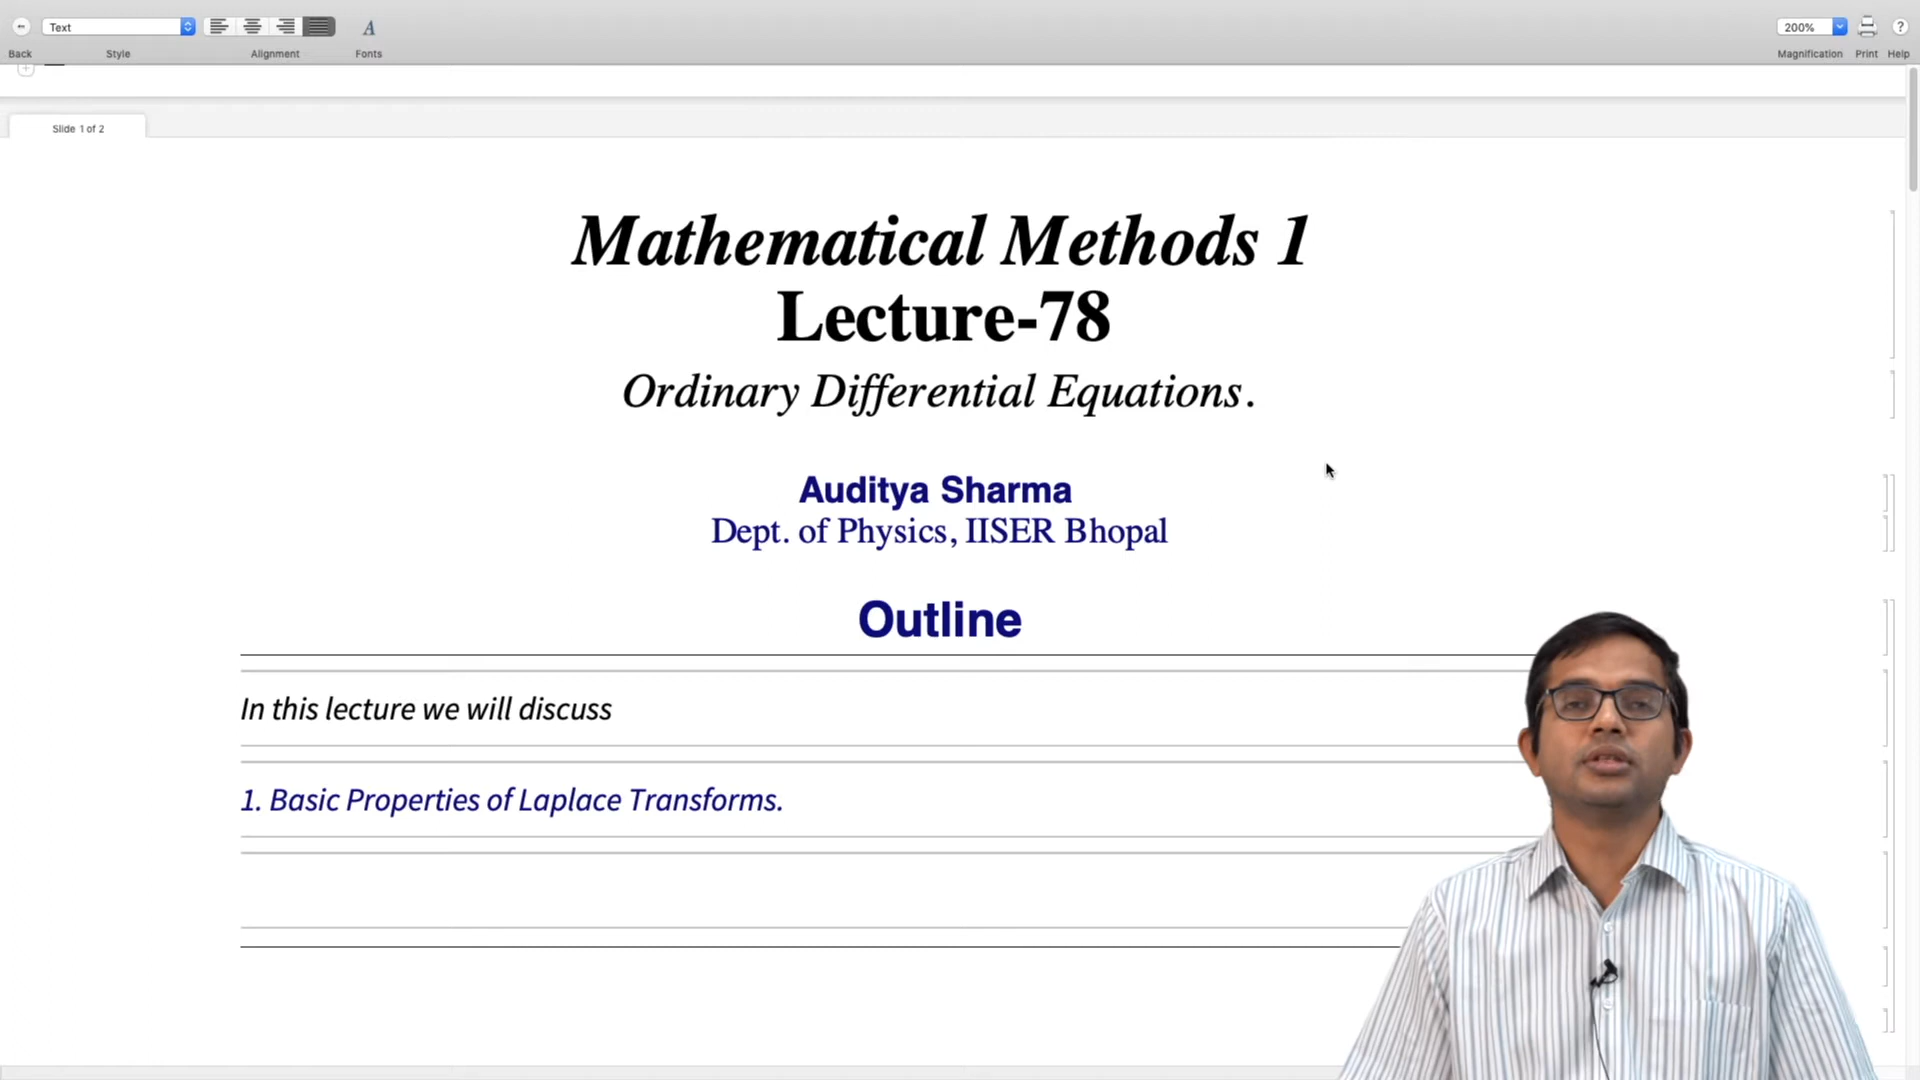 Text
200%
Back
Style
Alignment
Fonts
Magnification
Print
Help
Slide 1 of 2
Mathematical Methods 1
Lecture-78
Ordinary Differential Equations.
Auditya Sharma
Dept. of Physics, IISER Bhopal
Outline
In this lecture we will discuss
1. Basic Properties of Laplace Transforms.